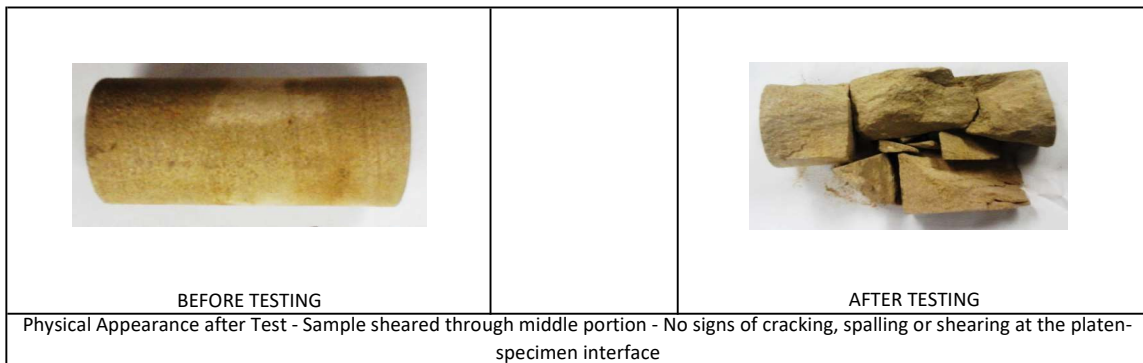 BEFORE TESTING
AFTER TESTING
Physical Appearance after Test - Sample sheared through middle portion - No signs of cracking, spalling or shearing at the platen-
specimen interface